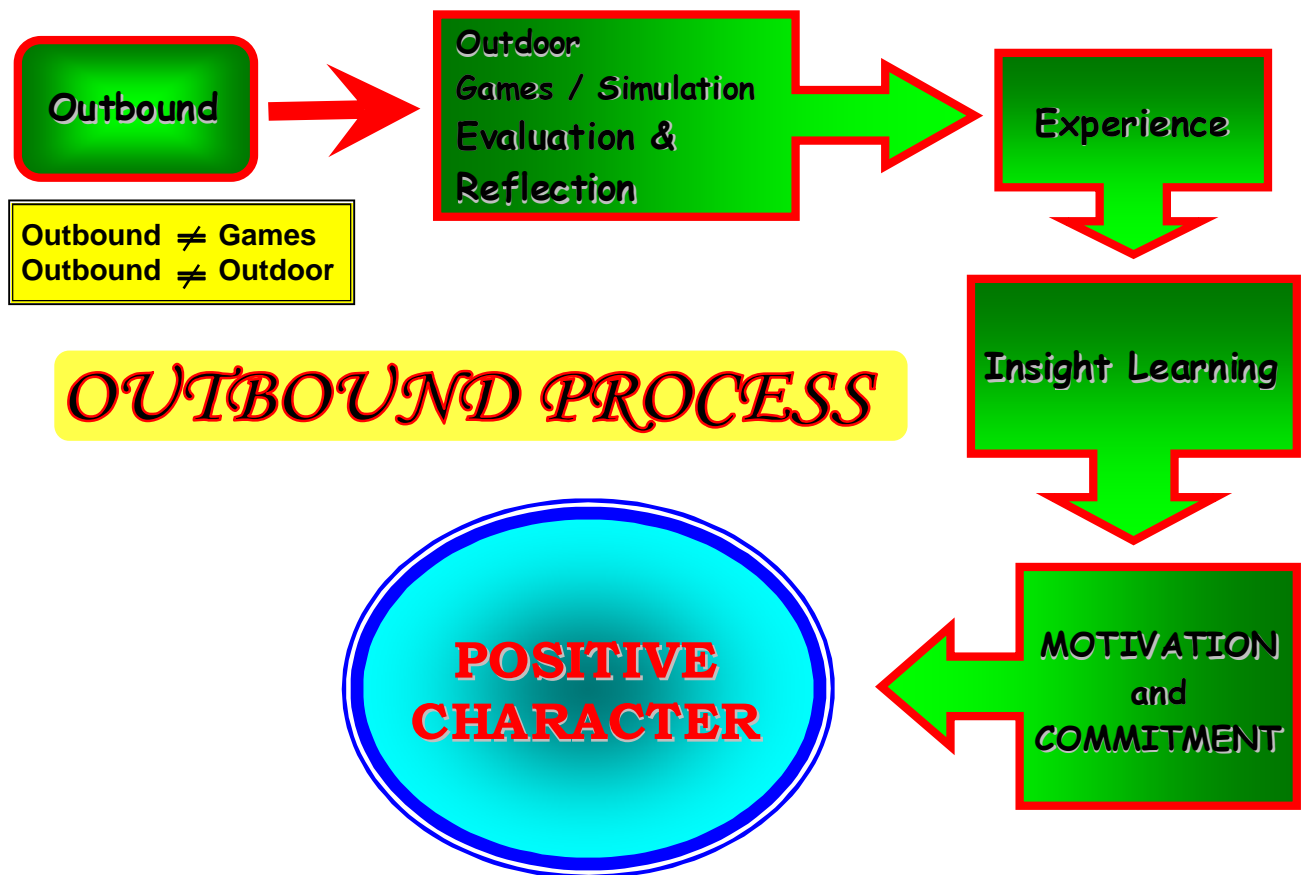 Outbound
Outdoor
Games / Simulation
Evaluation &
Reflection
Experience
Outbound ≠ Games
Outbound ≠ Outdoor
Insight Learning
OUTBOUND PROCESS
MOTIVATION
and
COMMITMENT
POSITIVE
CHARACTER